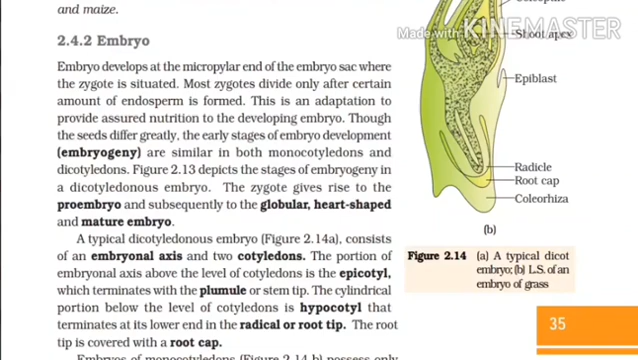 and maize.
2.4.2 Embryo
Embryo develops at the micropylar end of the embryo sac where
the zygote is situated. Most zygotes divide only after certain
amount of endosperm is formed. This is an adaptation to
provide assured nutrition to the developing embryo. Though
the seeds differ greatly, the early stages of embryo development
(embryogeny) are similar in both monocotyledons and
dicotyledons. Figure 2.13 depicts the stages of embryogeny in
a dicotyledonous embryo. The zygote gives rise to the
proembryo and subsequently to the globular, heart-shaped
and mature embryo.
A typical dicotyledonous embryo (Figure 2.14a), consists
of an embryonal axis and two cotyledons. The portion of
embryonal axis above the level of cotyledons is the epicotyl,
which terminates with the plumule or stem tip. The cylindrical
portion below the level of cotyledons is hypocotyl that
terminates at its lower end in the radical or root tip. The root
tip is covered with a root cap.
Embryos of monocotyledons (Figure 2.14 b) possess only
Made with KINEMASTER
Shoot apex
Epiblast
Radicle
Root cap
Coleorhiza
(b)
Figure 2.14 (a) A typical dicot
embryo; (b) L.S. of an
embryo of grass
35